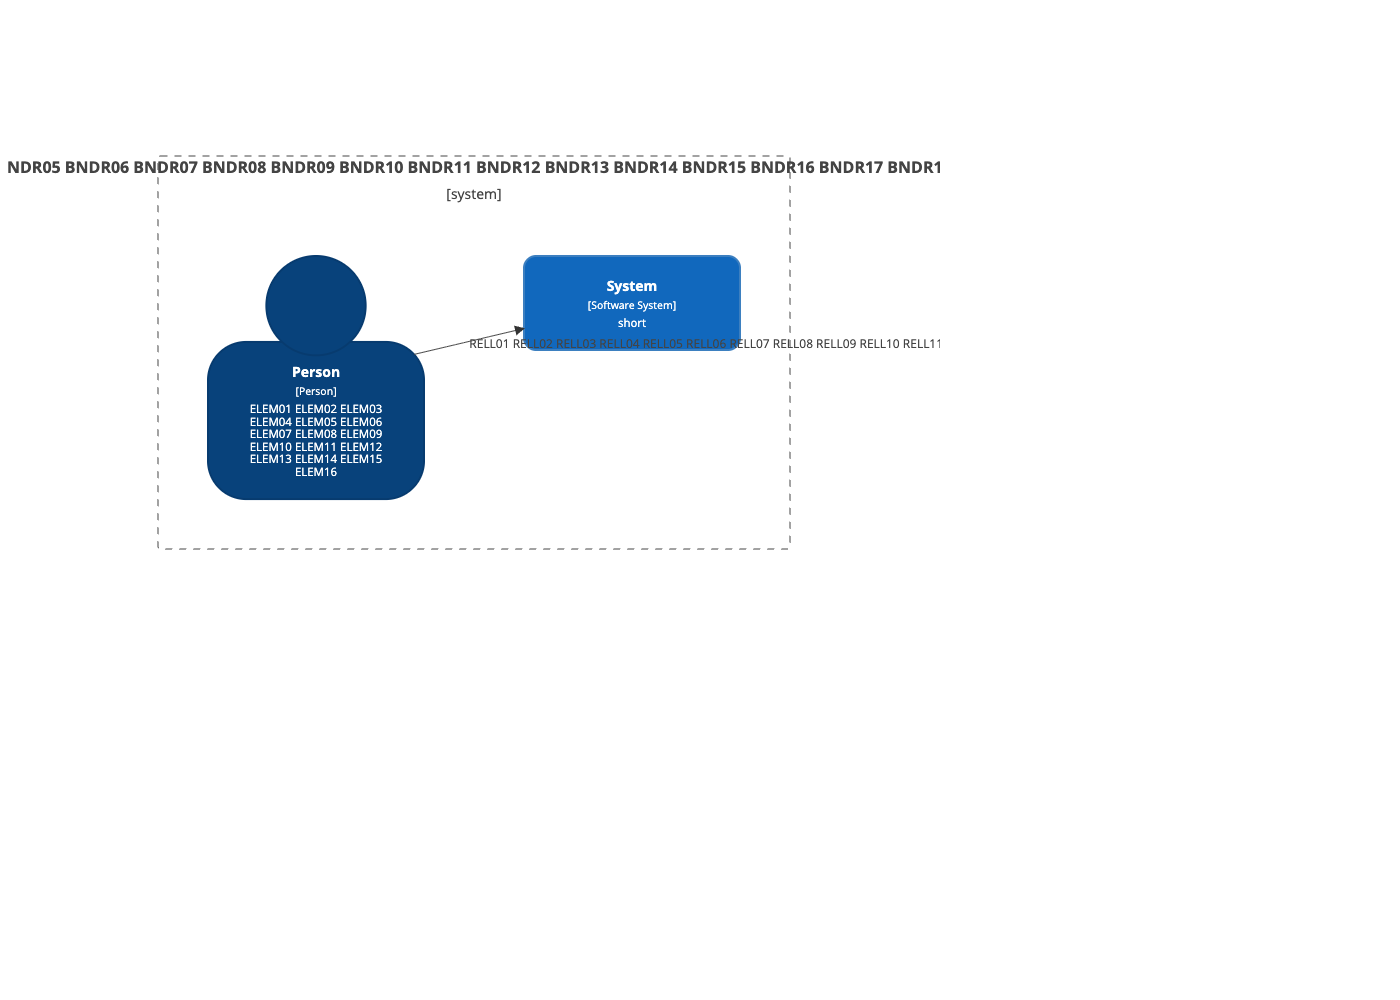 NDR05 BNDR06 BNDR07 BNDR08 BNDR09 BNDR10 BNDR11 BNDR12 BNDR13 BNDR14 BNDR15 BNDR16 BNDR17 BNDR1
[system]
System
[Software System]
short
RELL01 RELL02 RELL03 RELL04 RELL05 RELL06 RELL07 RELL08 RELL09 RELL10 RELL11
Person
[Person]
ELEM01 ELEM02 ELEM03
ELEM04 ELEM05 ELEM06
ELEM07 ELEM08 ELEM09
ELEM10 ELEM11 ELEM12
ELEM13 ELEM14 ELEM15
ELEM16